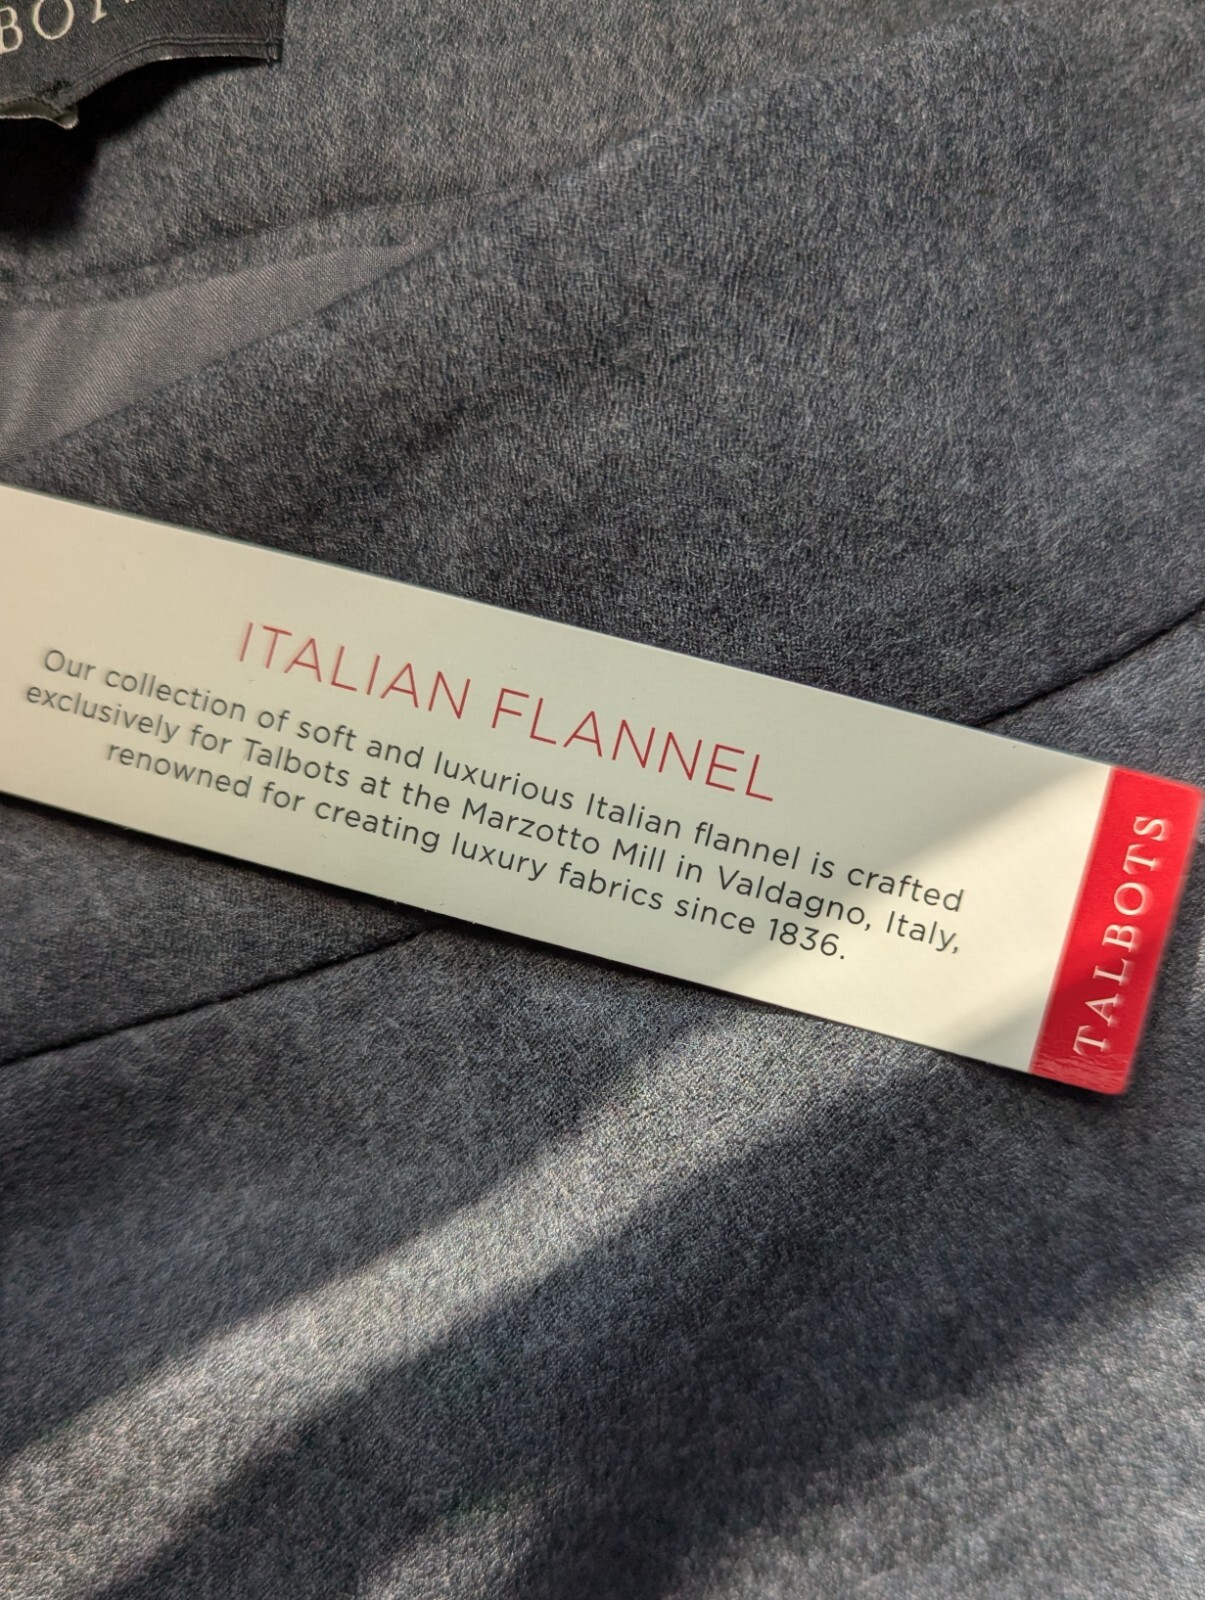 ITALIAN FLANNEL
Our collection of soft and luxurious Italian flannel is crafted
exclusively for Talbots at the Marzotto Mill in Valdagno, Italy,
renowned for creating luxury fabrics since 1836.
TALBOTS